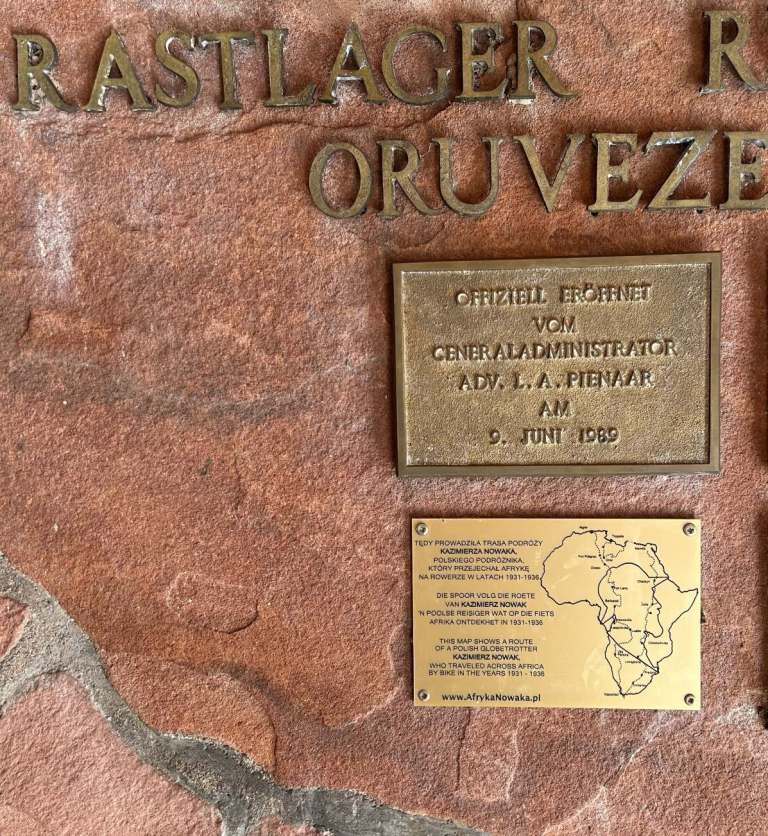 RASTLAGER R
ORUVEZE
OFFIZIELL ERÖFFNET
VOM
GENERALADMINISTRATOR
ADV. L. A. PIENAAR
AM
9. JUNI 1989
TĘDY PROWADZIŁA TRASA PODRÓŻY
KAZIMIERZA NOWAKA,
POLSKIEGO PODRÓŻNIKA,
KTÓRY PRZEJECHAŁ AFRYKĘ
NA ROWERZE W LATACH 1931-1936
DIE SPOOR VOLG DIE ROETE
VAN KAZIMIERZ NOWAK
'N POOLSE REISIGER WAT OP DIE FIETS
AFRIKA ONTDEKHET IN 1931-1936
THIS MAP SHOWS A ROUTE
OF A POLISH GLOBETROTTER
KAZIMIERZ NOWAK,
WHO TRAVELED ACROSS AFRICA
BY BIKE IN THE YEARS 1931 - 1936
www.AfrykaNowaka.pl